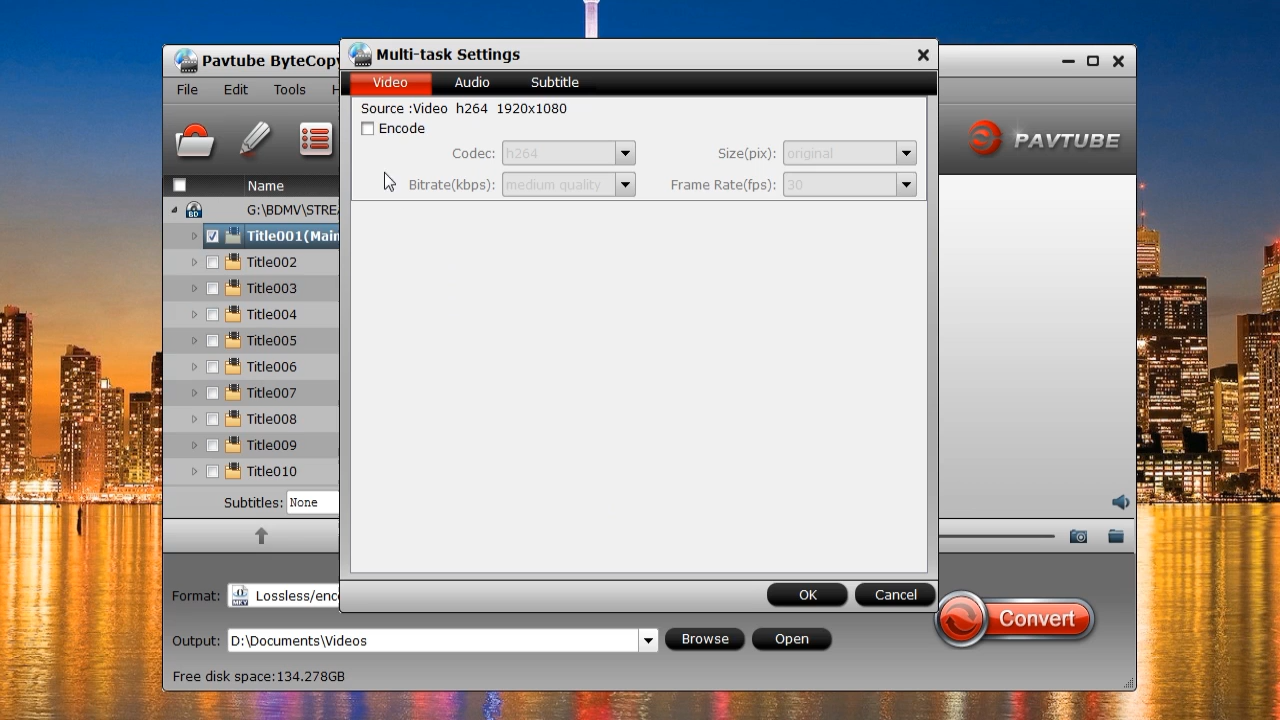 Pavtube ByteCopy
Multi-task Settings
File Edit Tools H
Video Audio Subtitle
Source :Video h264 1920x1080
Encode
Codec: h264 Size(pix): original
Bitrate(kbps): medium quality Frame Rate(fps): 30
PAVTUBE
Name
G:\BDMV\STREA
Title001(Main
Title002
Title003
Title004
Title005
Title006
Title007
Title008
Title009
Title010
Subtitles: None
OK Cancel
Format: Lossless/enco
Convert
Output: D:\Documents\Videos Browse Open
Free disk space:134.278GB